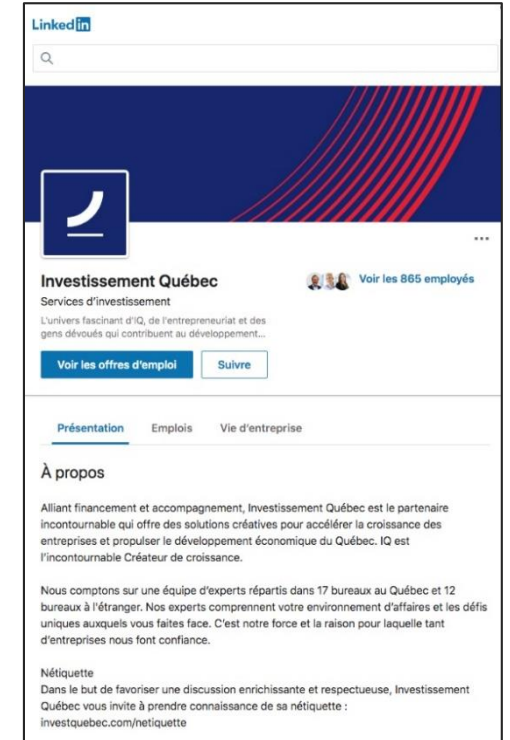 Linked in
Investissement Québec
Voir les 865 employés
Services d'investissement
L'univers fascinant d'IQ, de l'entrepreneuriat et des
gens dévoués qui contribuent au développement...
Voir les offres d'emploi
Suivre
Présentation
Emplois
Vie d'entreprise
À propos
Alliant financement et accompagnement, Investissement Québec est le partenaire
incontournable qui offre des solutions créatives pour accélérer la croissance des
entreprises et propulser le développement économique du Québec. IQ est
l'incontournable Créateur de croissance.
Nous comptons sur une équipe d'experts répartis dans 17 bureaux au Québec et 12
bureaux à l'étranger. Nos experts comprennent votre environnement d'affaires et les défis
uniques auxquels vous faites face. C'est notre force et la raison pour laquelle tant
d'entreprises nous font confiance.
Nétiquette
Dans le but de favoriser une discussion enrichissante et respectueuse, Investissement
Québec vous invite à prendre connaissance de sa nétiquette :
investquebec.com/netiquette